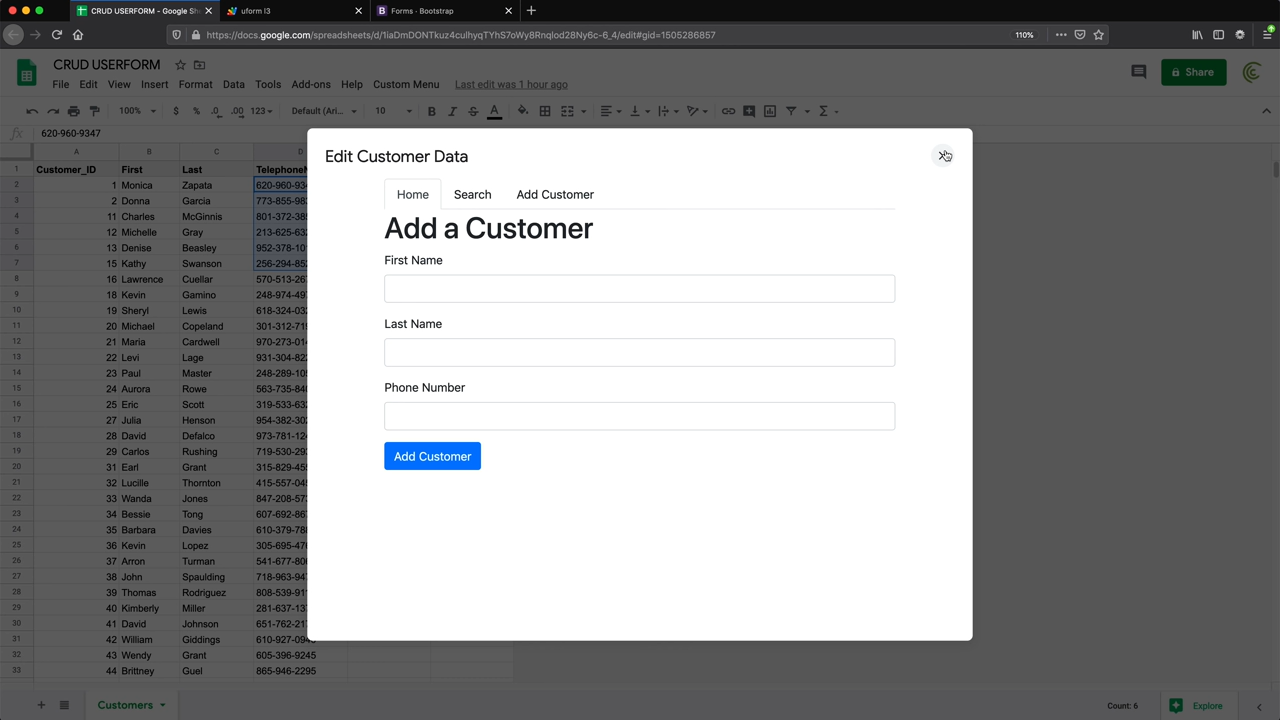 CRUD USERFORM - Google She
uform l3
Forms · Bootstrap
https://docs.google.com/spreadsheets/d/1iaDmDONTkuz4culhyqTYhS7oWy8Rnqlod28Ny6c-6_4/edit#gid=1505286857
110%
CRUD USERFORM
File Edit View Insert Format Data Tools Add-ons Help Custom Menu Last edit was 1 hour ago
Share
100% $ % .0 .00 123 Default (Ari... 10 B I S A
fx 620-960-9347
A B C D
1 Customer_ID First Last Telephone
2 1 Monica Zapata 620-960-93
3 2 Donna Garcia 773-855-98
4 11 Charles McGinnis 801-372-38
5 12 Michelle Gray 213-625-63
6 13 Denise Beasley 952-378-10
7 15 Kathy Swanson 256-294-85
8 16 Lawrence Cuellar 570-513-26
9 18 Kevin Gamino 248-974-49
10 19 Sheryl Lewis 618-324-03
11 20 Michael Copeland 301-312-71
12 21 Maria Cardwell 970-273-01
13 22 Levi Lage 931-304-82
14 23 Paul Master 248-289-10
15 24 Aurora Rowe 563-735-84
16 25 Eric Scott 319-533-63
17 27 Julia Henson 954-382-30
18 28 David Defalco 973-781-12
19 29 Carlos Rushing 719-530-29
20 31 Earl Grant 315-829-45
21 32 Lucille Thornton 415-557-04
22 33 Wanda Jones 847-208-57
23 34 Bessie Tong 607-692-86
24 35 Barbara Davies 610-379-78
25 36 Kevin Lopez 305-695-47
26 37 Arron Turman 541-677-80
27 38 John Spaulding 718-963-94
28 39 Thomas Rodriguez 808-539-91
29 40 Kimberly Miller 281-637-13
30 41 David Johnson 651-762-21
31 42 William Giddings 610-927-094
32 43 Wendy Grant 605-396-9245
33 44 Brittney Guel 865-946-2295
Edit Customer Data
Home Search Add Customer
Add a Customer
First Name
Last Name
Phone Number
Add Customer
Customers
Count: 6
Explore